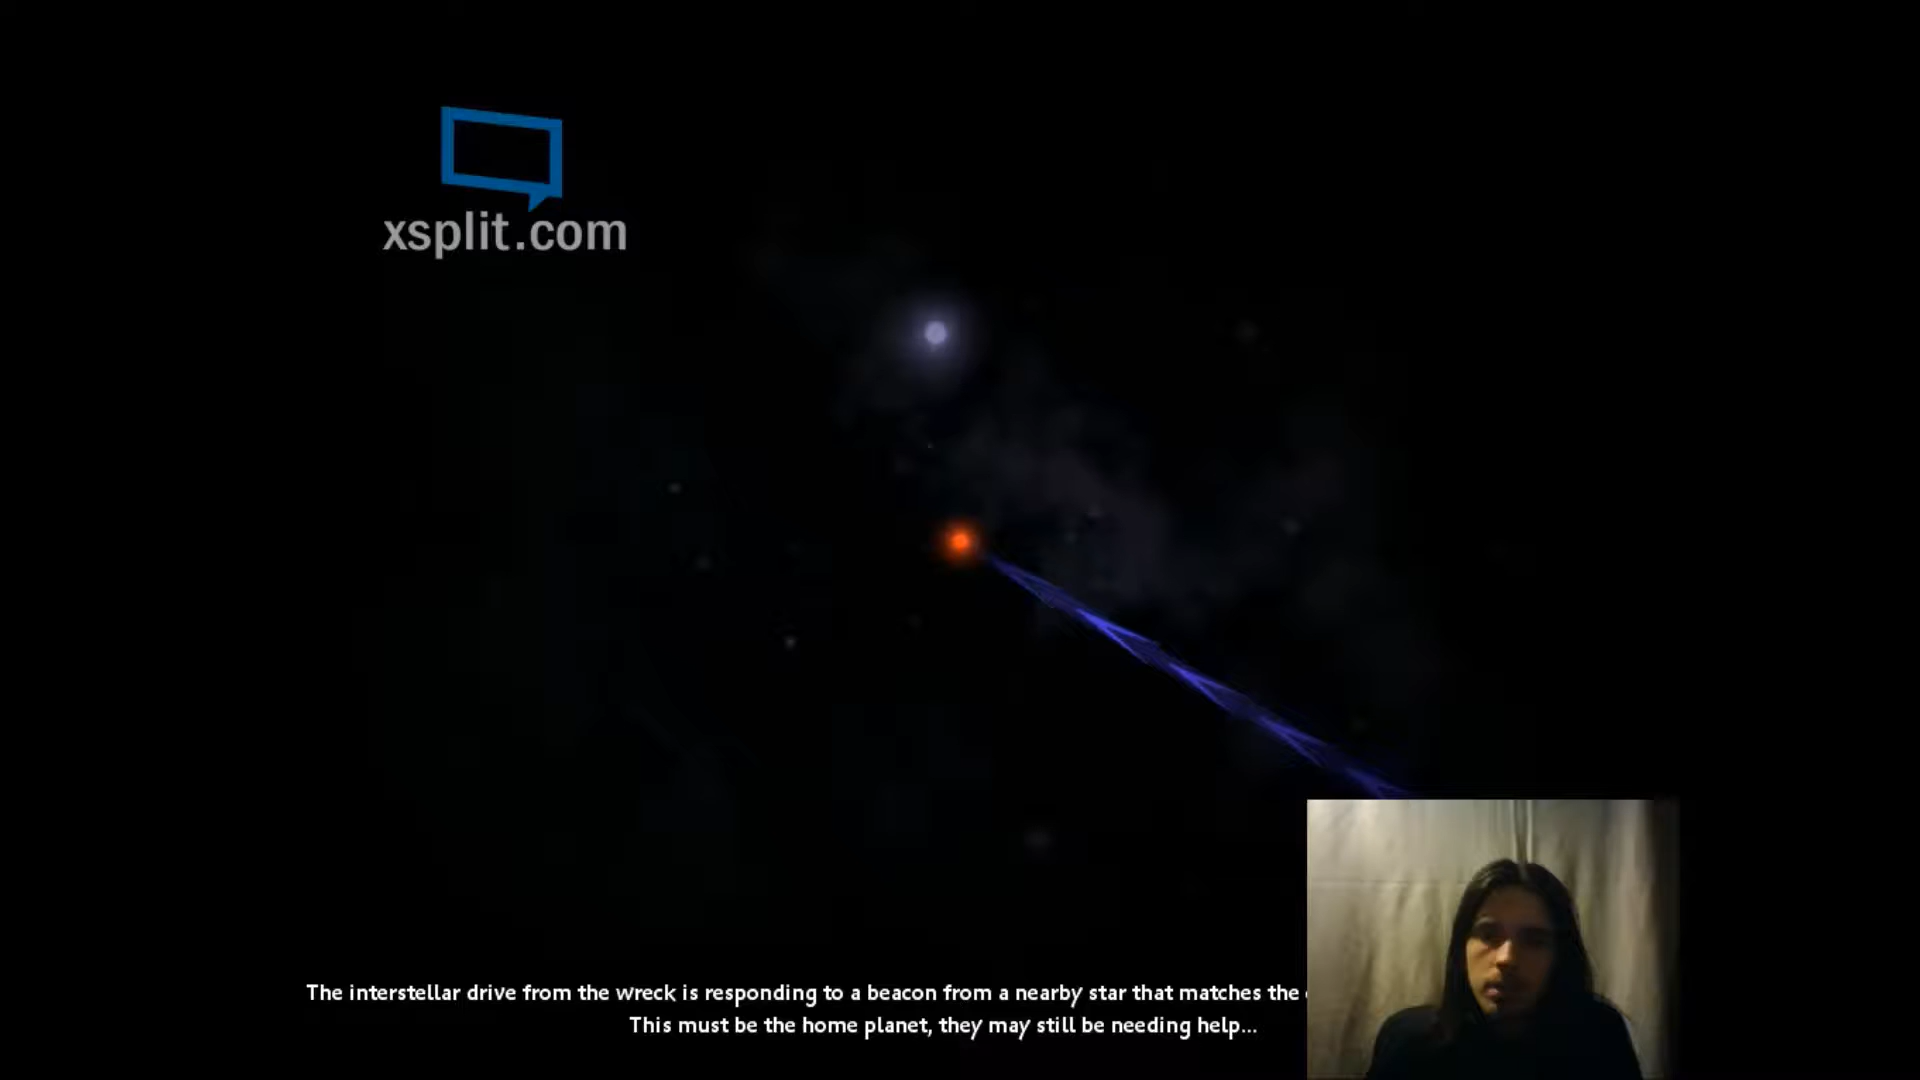 xsplit.com
The interstellar drive from the wreck is responding to a beacon from a nearby star that matches the
This must be the home planet, they may still be needing help...